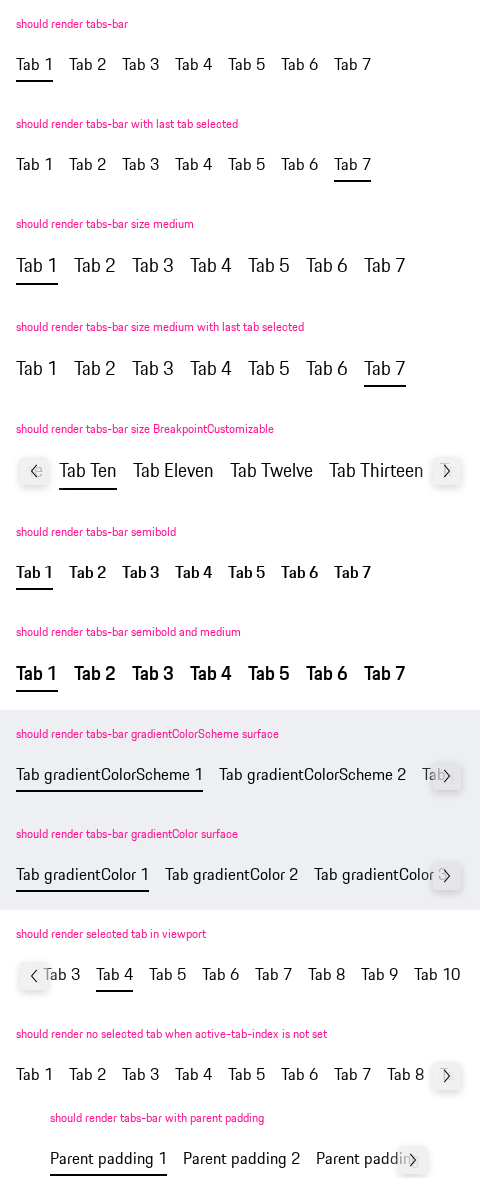 should render tabs-bar
Tab 1 Tab 2 Tab 3 Tab 4 Tab 5 Tab 6 Tab 7
should render tabs-bar with last tab selected
Tab 1 Tab 2 Tab 3 Tab 4 Tab 5 Tab 6 Tab 7
should render tabs-bar size medium
Tab 1 Tab 2 Tab 3 Tab 4 Tab 5 Tab 6 Tab 7
should render tabs-bar size medium with last tab selected
Tab 1 Tab 2 Tab 3 Tab 4 Tab 5 Tab 6 Tab 7
should render tabs-bar size BreakpointCustomizable
Tab Ten Tab Eleven Tab Twelve Tab Thirteen
should render tabs-bar semibold
Tab 1 Tab 2 Tab 3 Tab 4 Tab 5 Tab 6 Tab 7
should render tabs-bar semibold and medium
Tab 1 Tab 2 Tab 3 Tab 4 Tab 5 Tab 6 Tab 7
should render tabs-bar gradientColorScheme surface
Tab gradientColorScheme 1 Tab gradientColorScheme 2 Tab
should render tabs-bar gradientColor surface
Tab gradientColor 1 Tab gradientColor 2 Tab gradientColor 3
should render selected tab in viewport
Tab 3 Tab 4 Tab 5 Tab 6 Tab 7 Tab 8 Tab 9 Tab 10
should render no selected tab when active-tab-index is not set
Tab 1 Tab 2 Tab 3 Tab 4 Tab 5 Tab 6 Tab 7 Tab 8
should render tabs-bar with parent padding
Parent padding 1 Parent padding 2 Parent padding